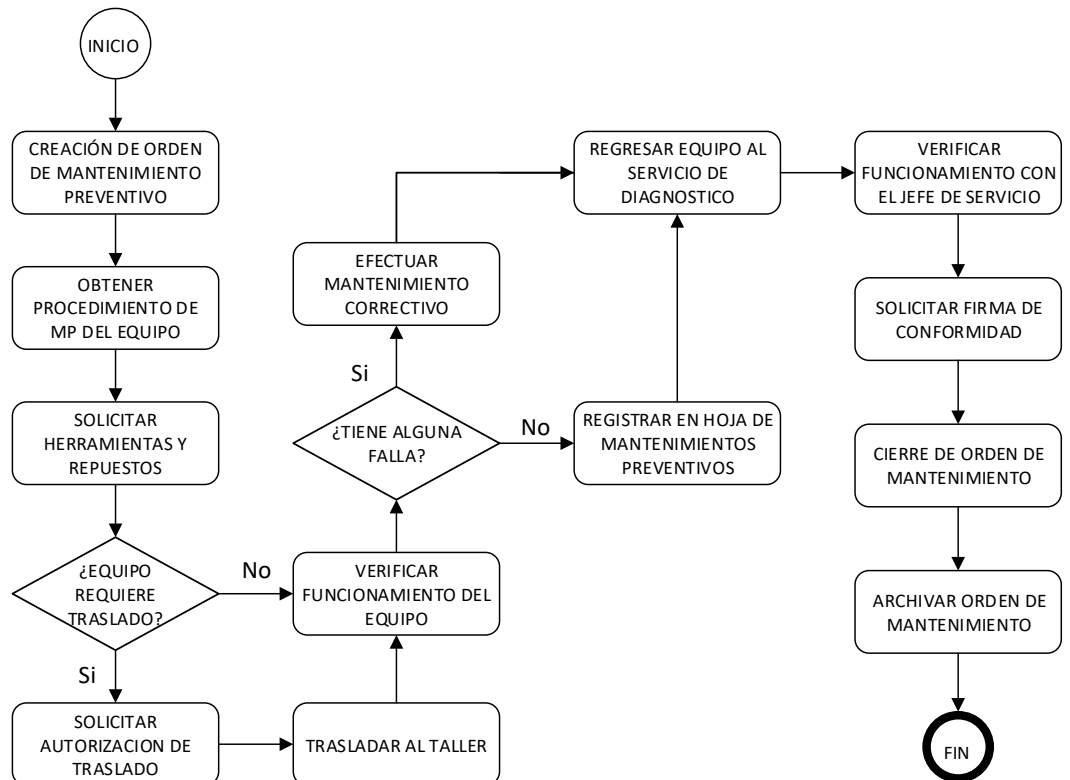 INICIO
CREACIÓN DE ORDEN
DE MANTENIMIENTO
PREVENTIVO
OBTENER
PROCEDIMIENTO DE
MP DEL EQUIPO
SOLICITAR
HERRAMIENTAS Y
REPUESTOS
¿EQUIPO
REQUIERE
TRASLADO?
No
Si
SOLICITAR
AUTORIZACION DE
TRASLADO
TRASLADAR AL TALLER
VERIFICAR
FUNCIONAMIENTO DEL
EQUIPO
¿TIENE ALGUNA
FALLA?
Si
No
EFECTUAR
MANTENIMIENTO
CORRECTIVO
REGISTRAR EN HOJA DE
MANTENIMIENTOS
PREVENTIVOS
REGRESAR EQUIPO AL
SERVICIO DE
DIAGNOSTICO
VERIFICAR
FUNCIONAMIENTO CON
EL JEFE DE SERVICIO
SOLICITAR FIRMA DE
CONFORMIDAD
CIERRE DE ORDEN DE
MANTENIMIENTO
ARCHIVAR ORDEN DE
MANTENIMIENTO
FIN